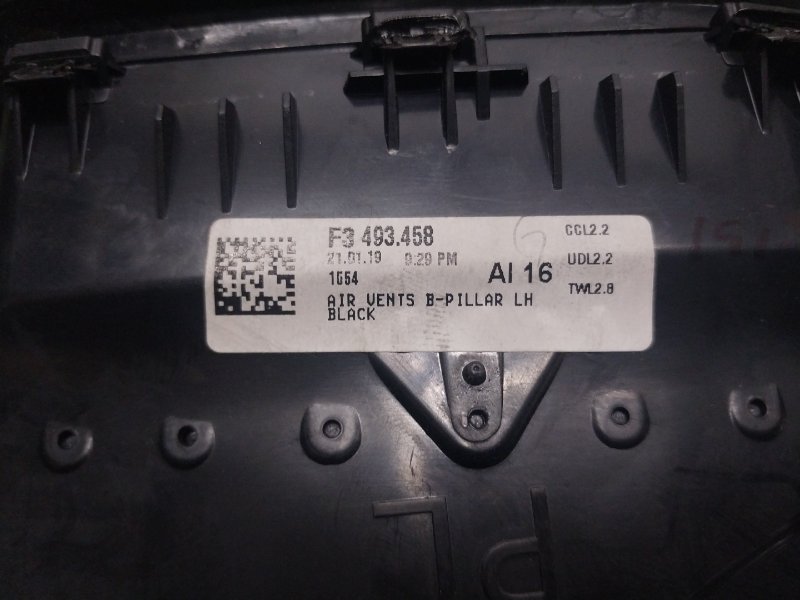 F3 493.458
21.01.19 9:29 PM
1664
AI 16
AIR VENTS B-PILLAR LH
BLACK
CCL2.2
UDL2.2
TWL2.8